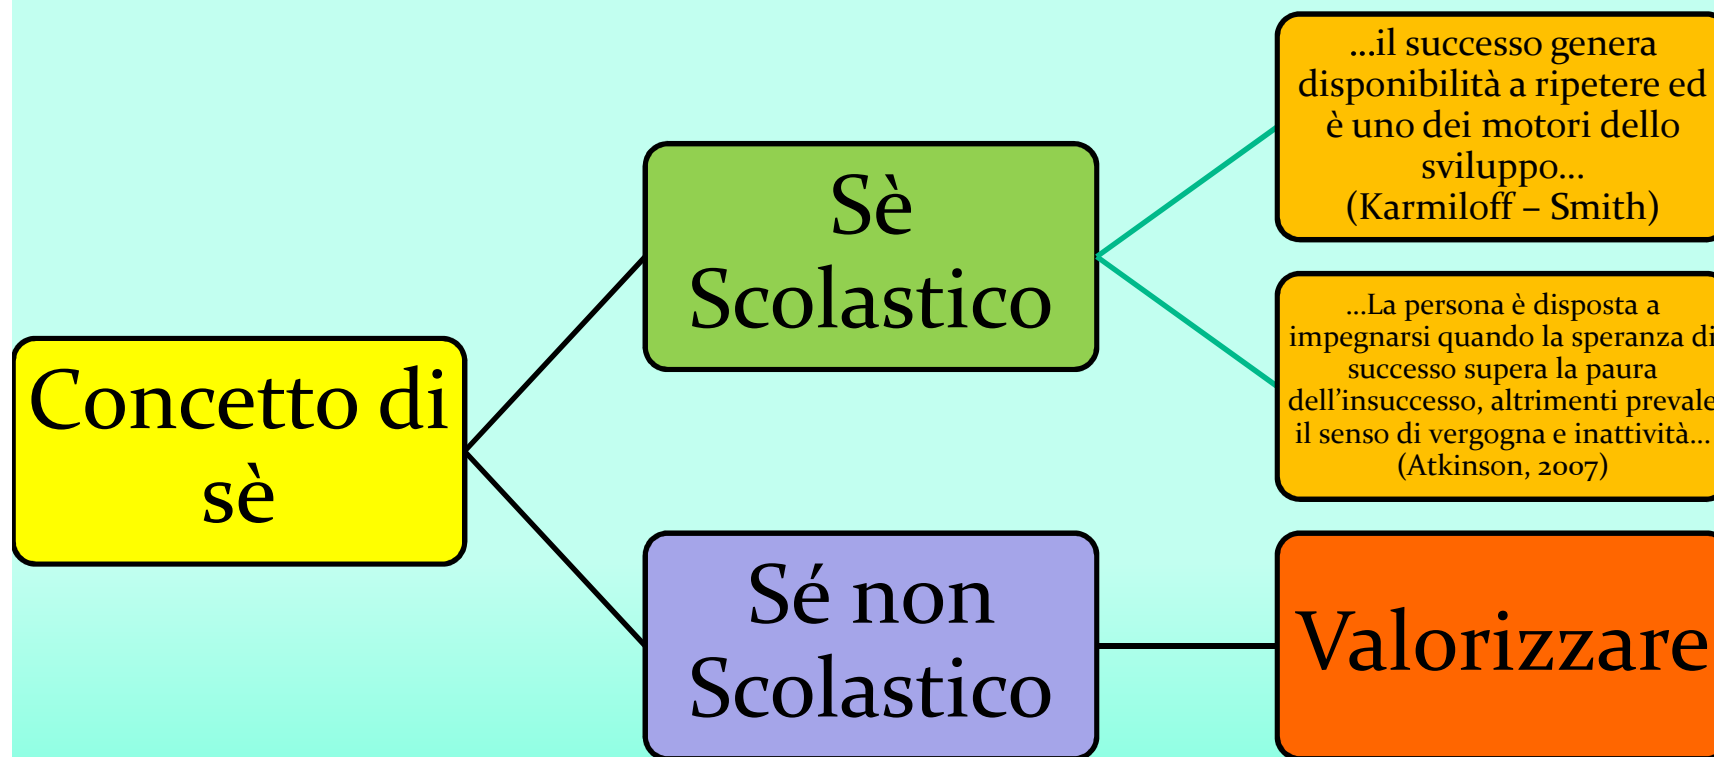 Concetto di
sè
Sè
Scolastico
...il successo genera
disponibilità a ripetere ed
è uno dei motori dello
sviluppo...
(Karmiloff – Smith)
...La persona è disposta a
impegnarsi quando la speranza di
successo supera la paura
dell'insuccesso, altrimenti prevale
il senso di vergogna e inattività...
(Atkinson, 2007)
Sé non
Scolastico
Valorizzare